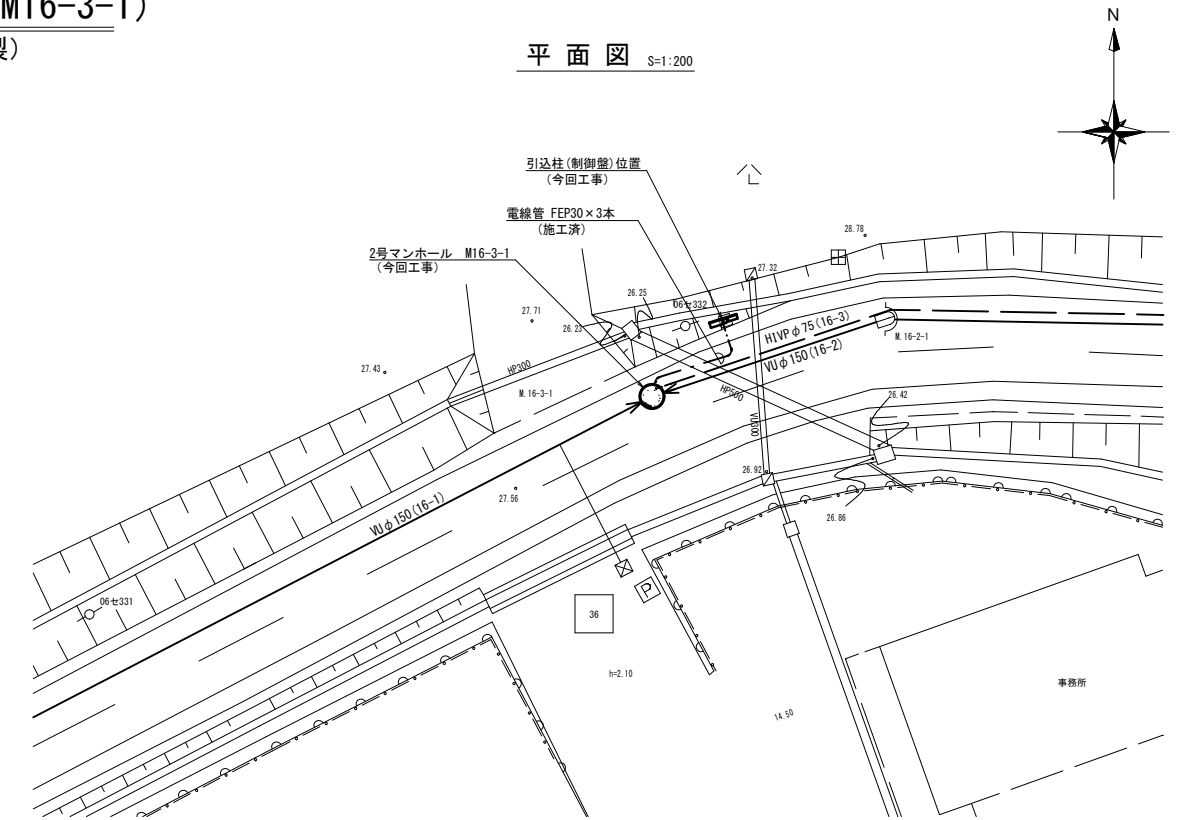 M16-3-1)
製)
平面図 S=1:200
N
引込柱(制御盤)位置
(今回工事)
電線管 FEP30×3本
(施工済)
2号マンホール M16-3-1
(今回工事)
28.78
27.32
26.25
06セ332
27.71
26.23
HIVPφ75(16-3)
VUφ150(16-2)
M.16-2-1
27.43
HP300
M.16-3-1
HP500
26.42
VU300
26.92
27.56
VUφ150(16-1)
26.86
06セ331
P
36
h=2.10
事務所
14.50